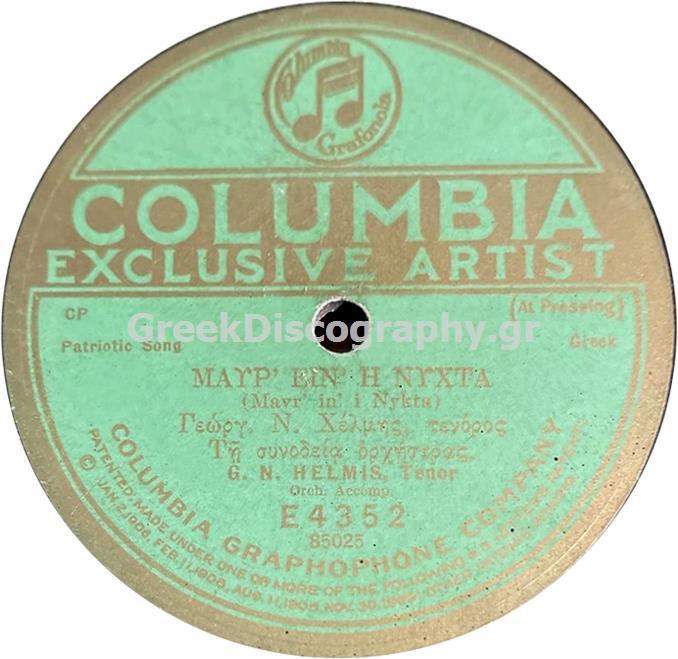 Columbia
Grafonola
COLUMBIA
EXCLUSIVE ARTIST
CP
(At Pressing)
GreekDiscography.gr
Patriotic Song
Greek
ΜΑΥΡ' ΕΙΝ' Η ΝΥΧΤΑ
(Mavr' in' i Nykta)
Γεώργ. Ν. Χέλμης, τενόρος
Τῇ συνοδείᾳ ὀρχήστρας.
G. N. HELMIS, Tenor
Orch. Accomp.
E4352
85025
COLUMBIA GRAPHOPHONE COMPANY
© PATENTED, MADE UNDER ONE OR MORE OF THE FOLLOWING U.S. LETTERS PATENTS:
JAN. 2, 1906, FEB. 11, 1908, AUG. 11, 1908, NOV. 30,